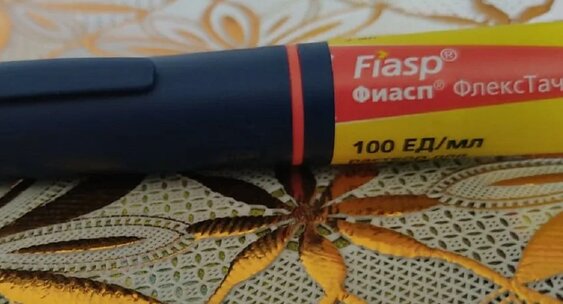 Fiasp®
Фиасп® ФлексТач
100 ЕД/мл